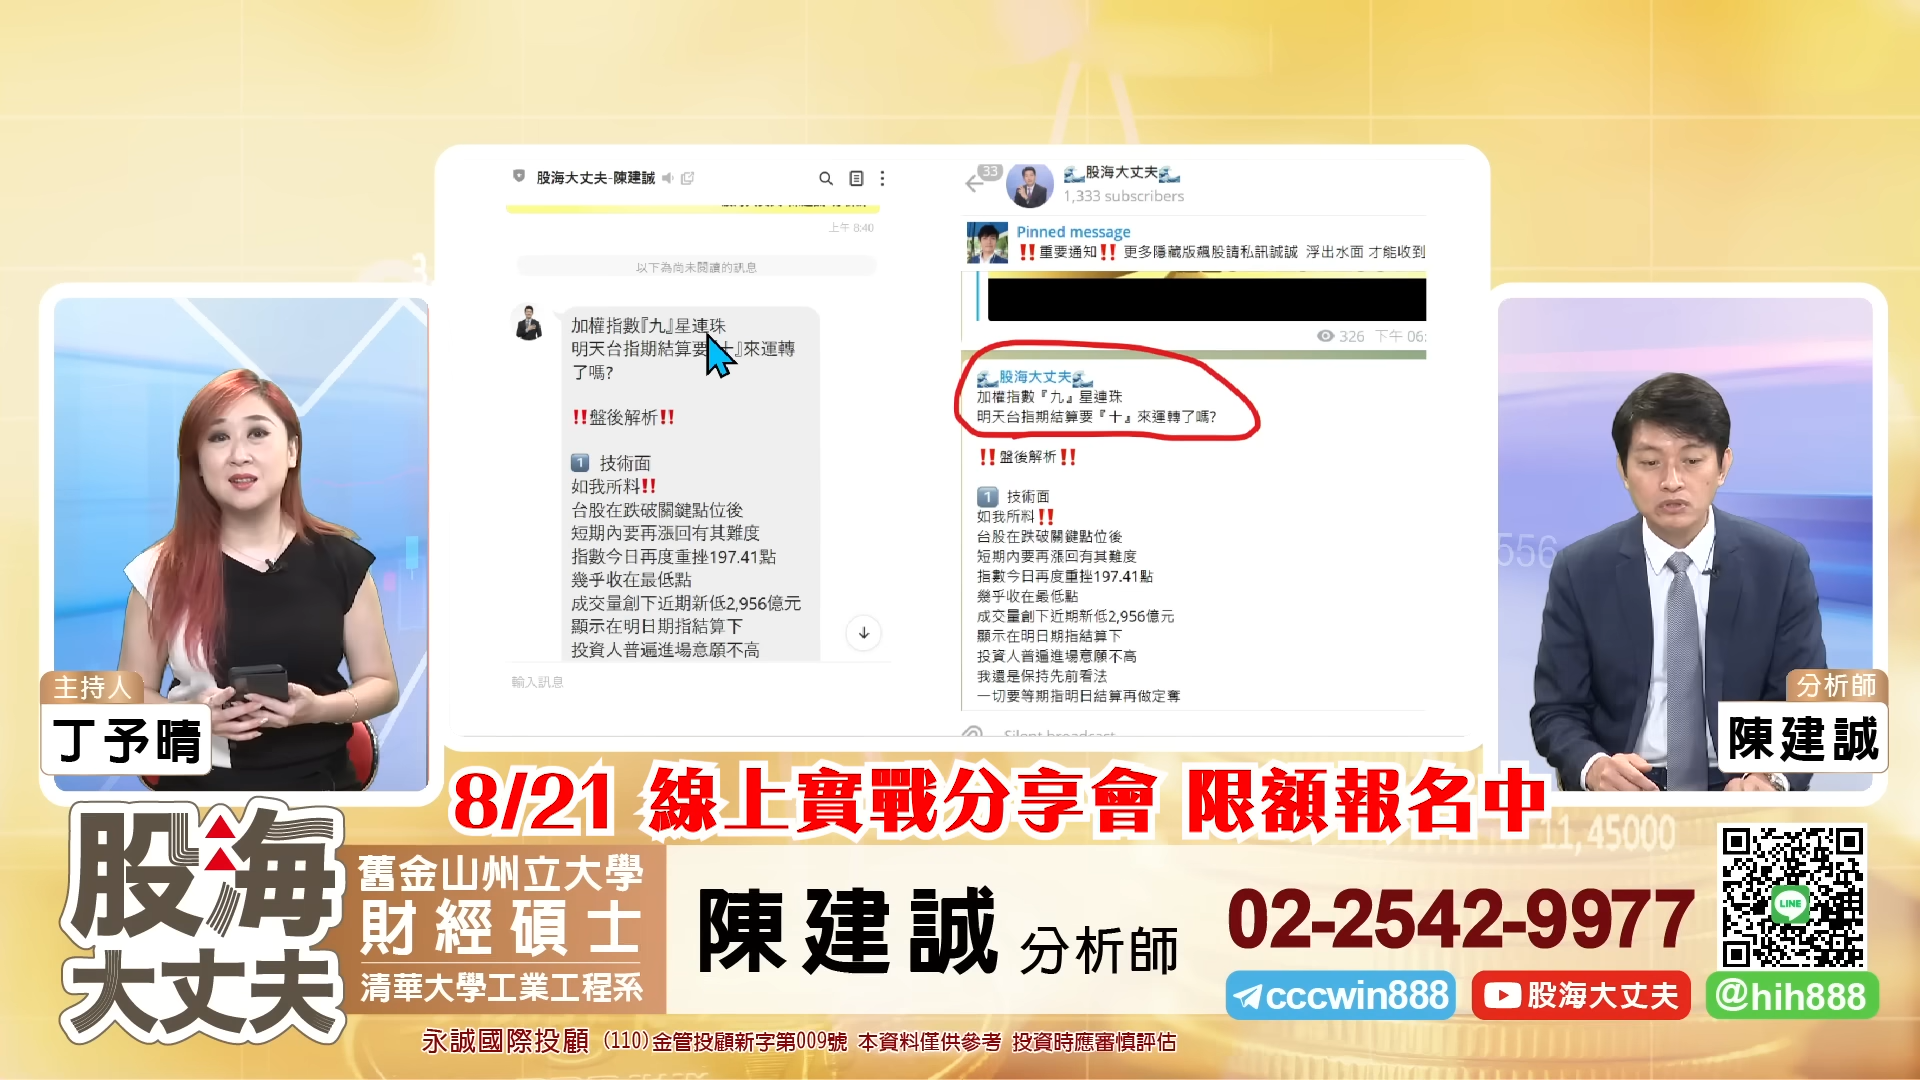 股海大丈夫-陳建誠
上午 8:40
以下為尚未閱讀的訊息
加權指數『九』星連珠
明天台指期結算要 』來運轉
了嗎?
‼盤後解析‼
1 技術面
如我所料‼
台股在跌破關鍵點位後
短期內要再漲回有其難度
指數今日再度重挫197.41點
幾乎收在最低點
成交量創下近期新低2,956億元
顯示在明日期指結算下
投資人普遍進場意願不高
輸入訊息
33
股海大丈夫
1,333 subscribers
Pinned message
‼重要通知‼ 更多隱藏版飆股請私訊誠誠 浮出水面 才能收到
326 下午 06:
股海大丈夫
加權指數『九』星連珠
明天台指期結算要『十』來運轉了嗎?
‼盤後解析‼
1 技術面
如我所料‼
台股在跌破關鍵點位後
短期內要再漲回有其難度
指數今日再度重挫197.41點
幾乎收在最低點
成交量創下近期新低2,956億元
顯示在明日期指結算下
投資人普遍進場意願不高
我還是保持先前看法
一切要等期指明日結算再做定奪
Silent broadcast
主持人
丁予晴
分析師
陳建誠
556
8/21 線上實戰分享會 限額報名中
11,45000
股海
大丈夫
舊金山州立大學
財經碩士
清華大學工業工程系
陳建誠 分析師
02-2542-9977
LINE
cccwin888
股海大丈夫
@hih888
永誠國際投顧 (110)金管投顧新字第009號 本資料僅供參考 投資時應審慎評估